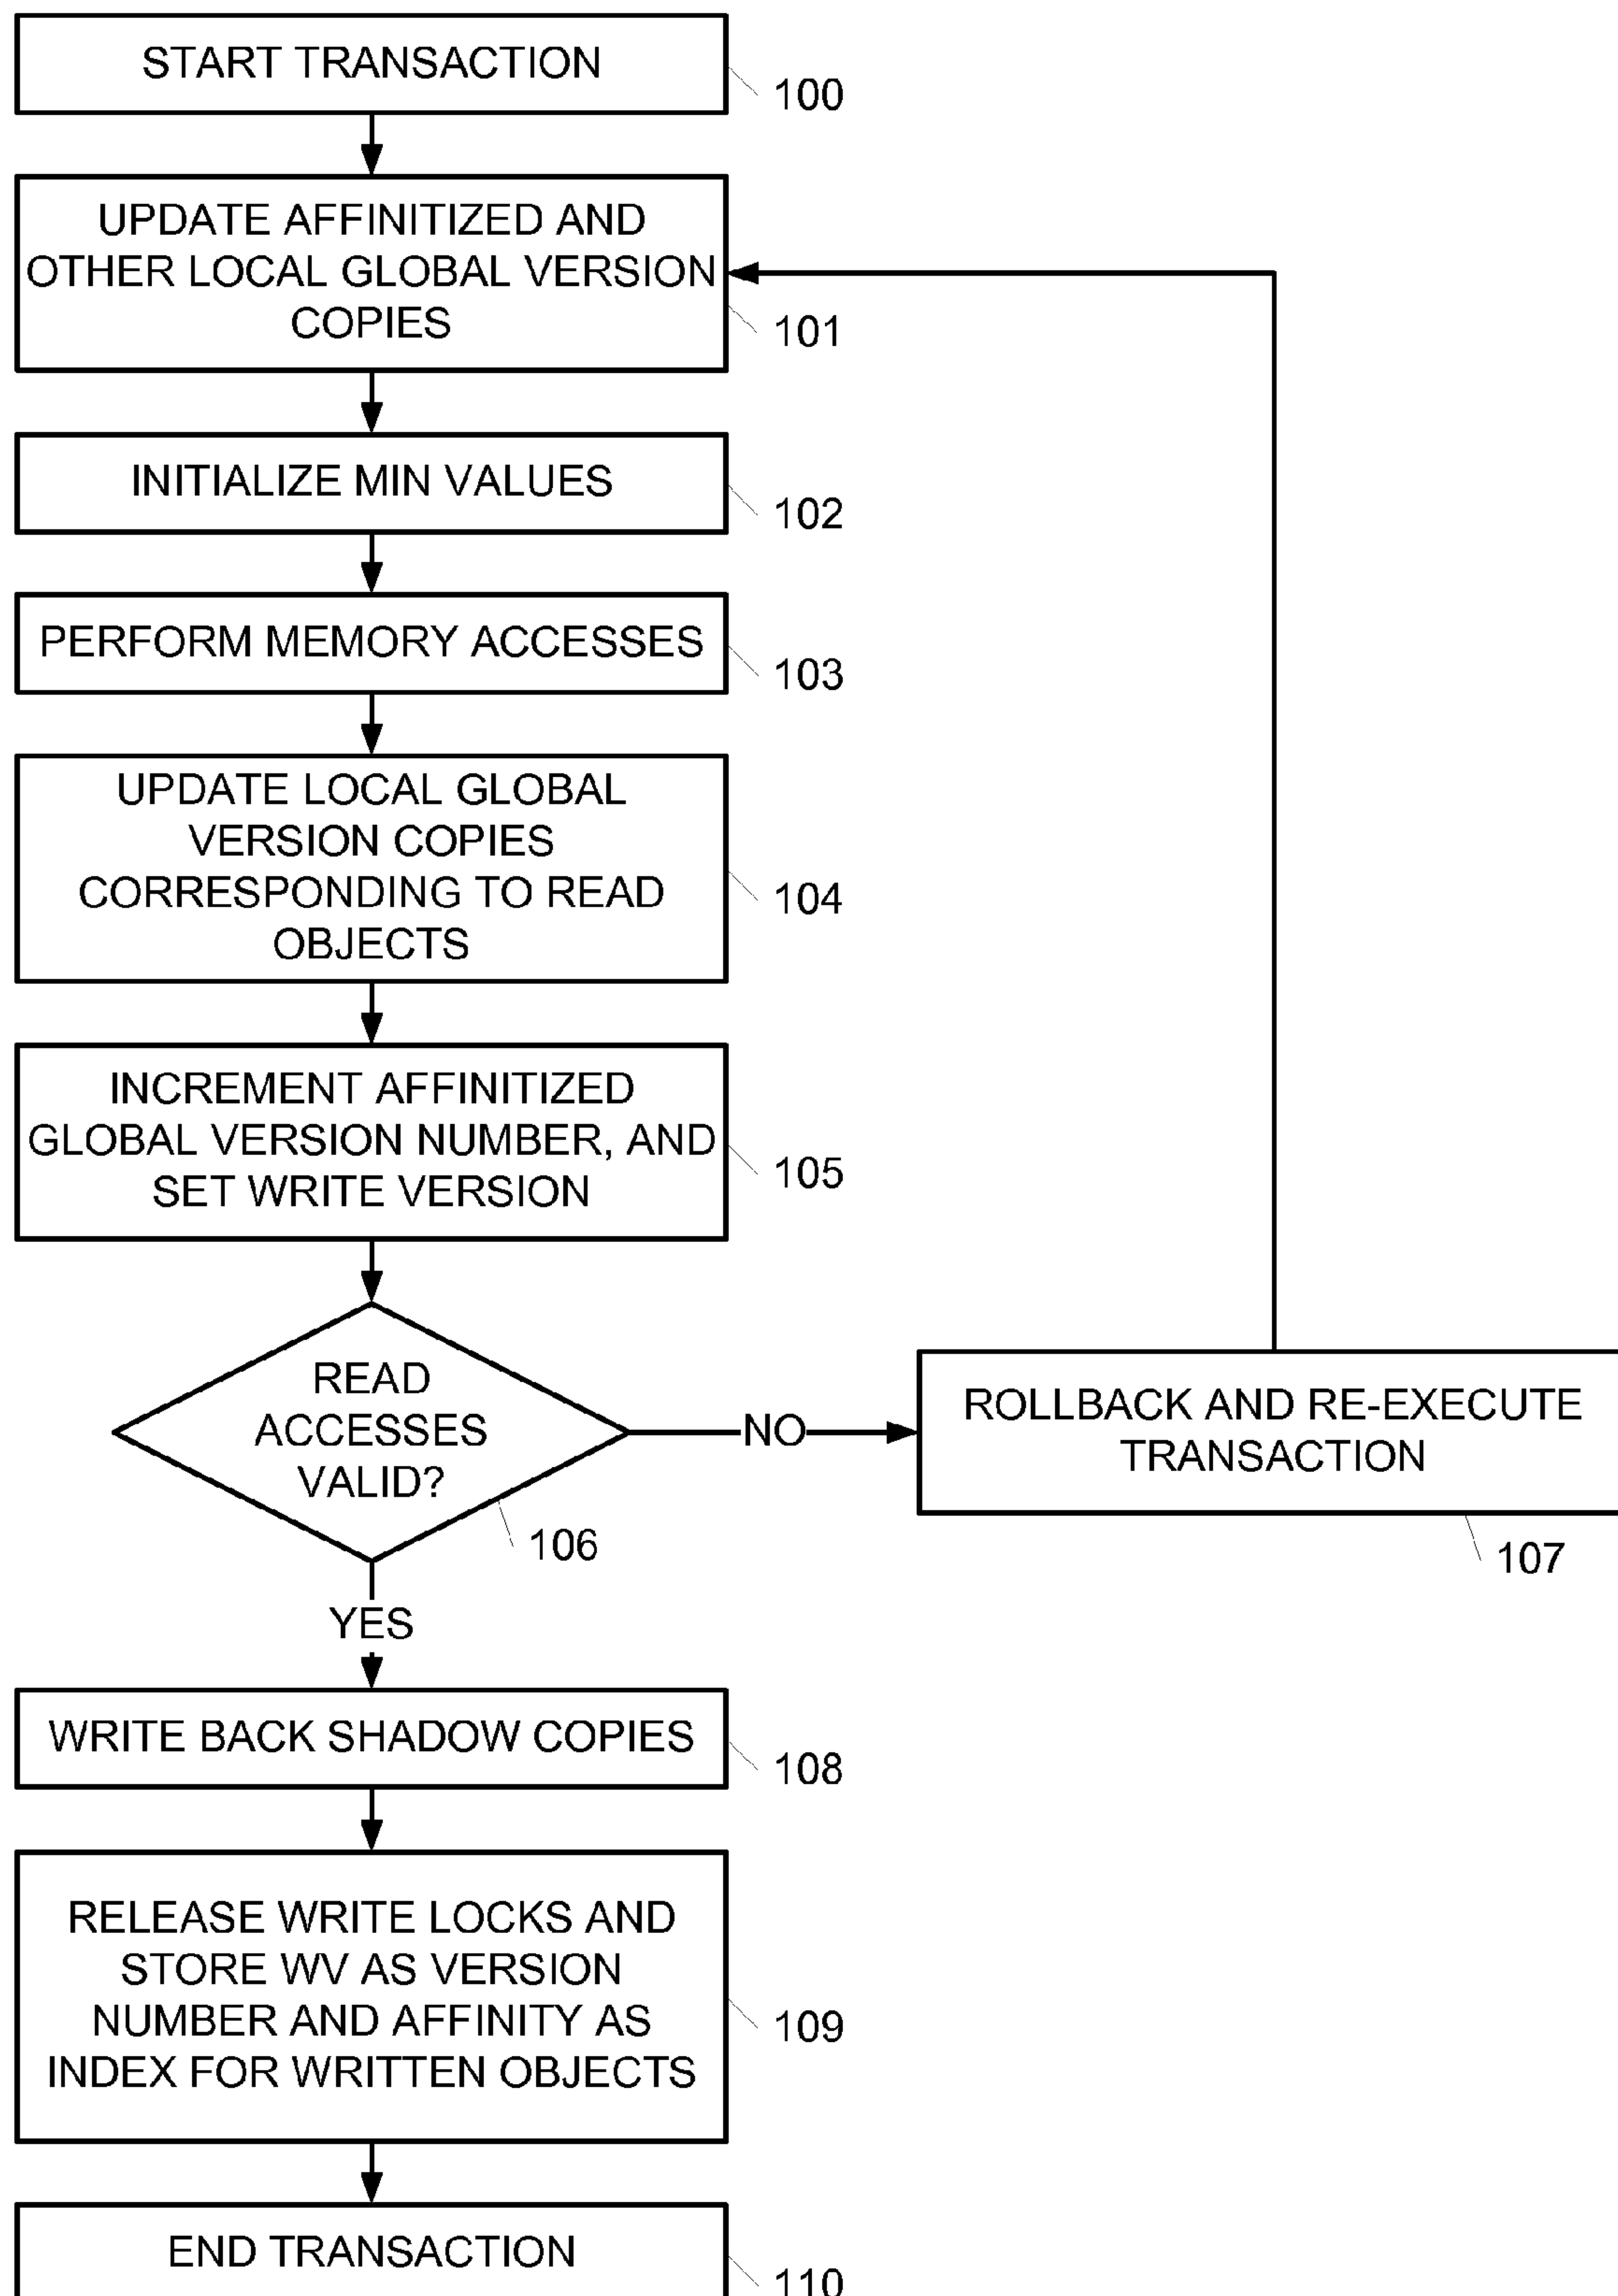 START TRANSACTION
100
UPDATE AFFINITIZED AND
OTHER LOCAL GLOBAL VERSION
COPIES
101
INITIALIZE MIN VALUES
102
PERFORM MEMORY ACCESSES
103
UPDATE LOCAL GLOBAL
VERSION COPIES
CORRESPONDING TO READ
OBJECTS
104
INCREMENT AFFINITIZED
GLOBAL VERSION NUMBER, AND
SET WRITE VERSION
105
READ
ACCESSES
VALID?
106
NO
ROLLBACK AND RE-EXECUTE
TRANSACTION
107
YES
WRITE BACK SHADOW COPIES
108
RELEASE WRITE LOCKS AND
STORE WV AS VERSION
NUMBER AND AFFINITY AS
INDEX FOR WRITTEN OBJECTS
109
END TRANSACTION
110